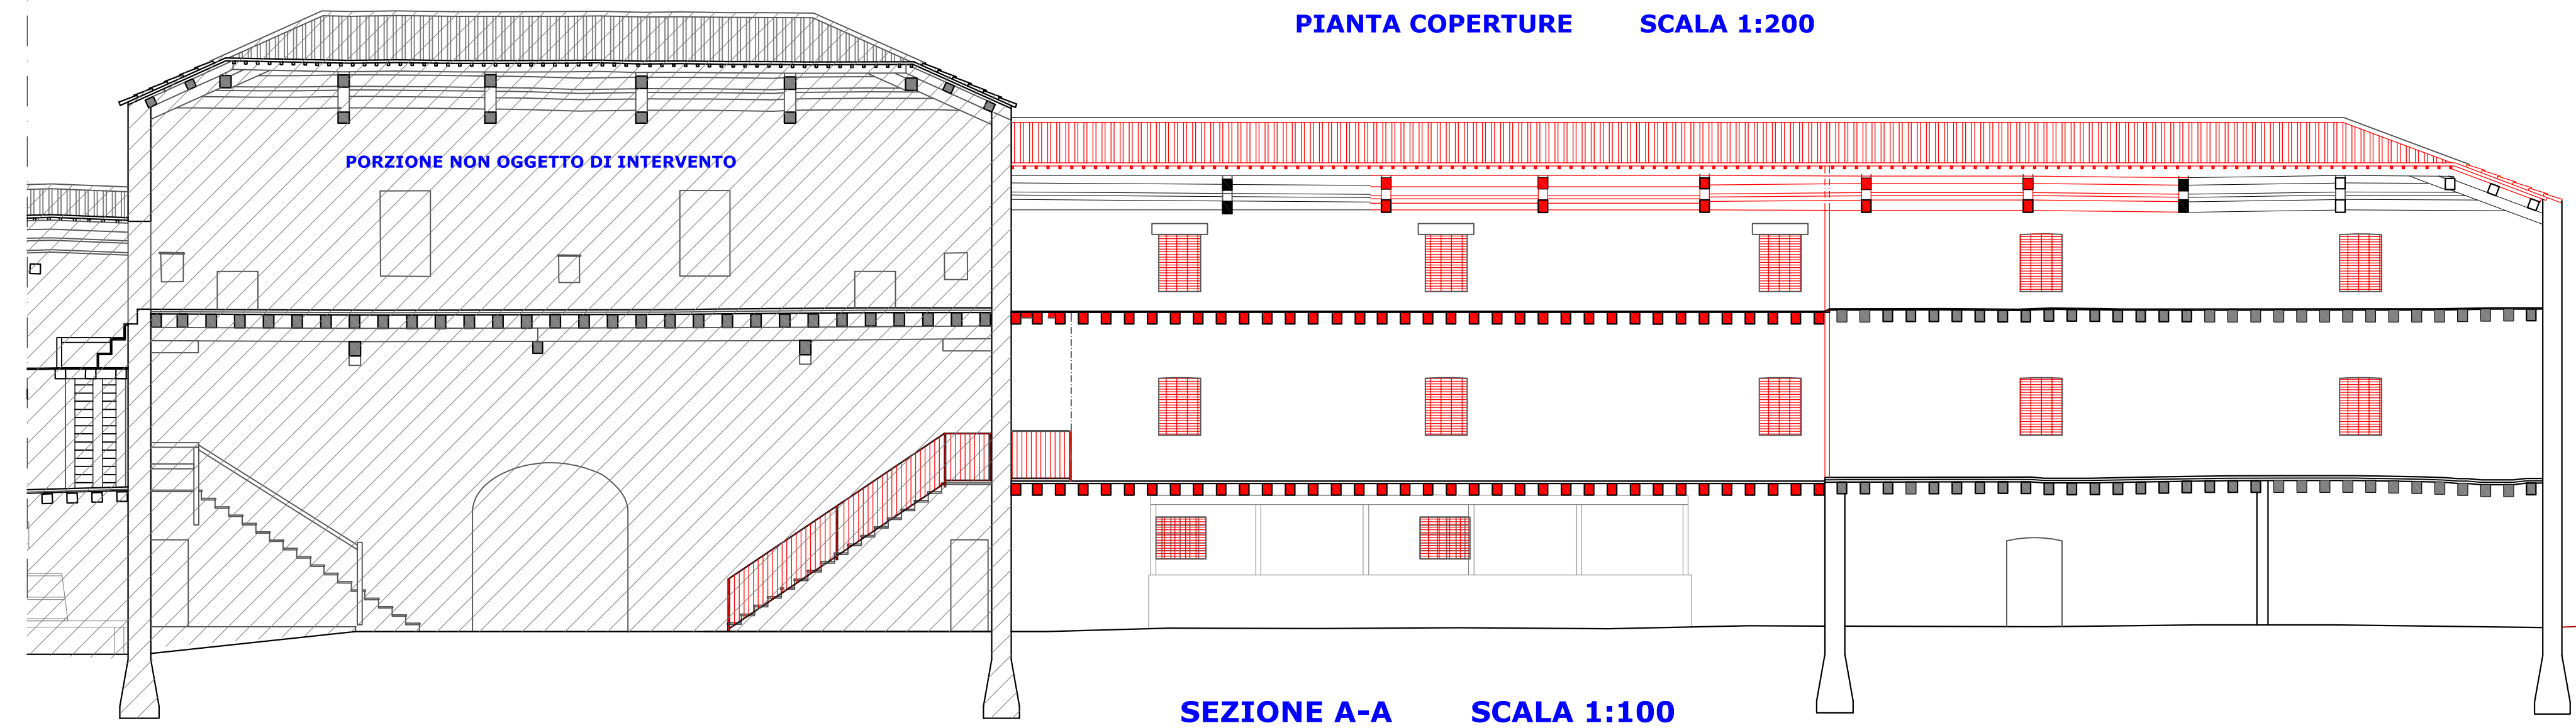 PIANTA COPERTURE SCALA 1:200
PORZIONE NON OGGETTO DI INTERVENTO
SEZIONE A-A SCALA 1:100